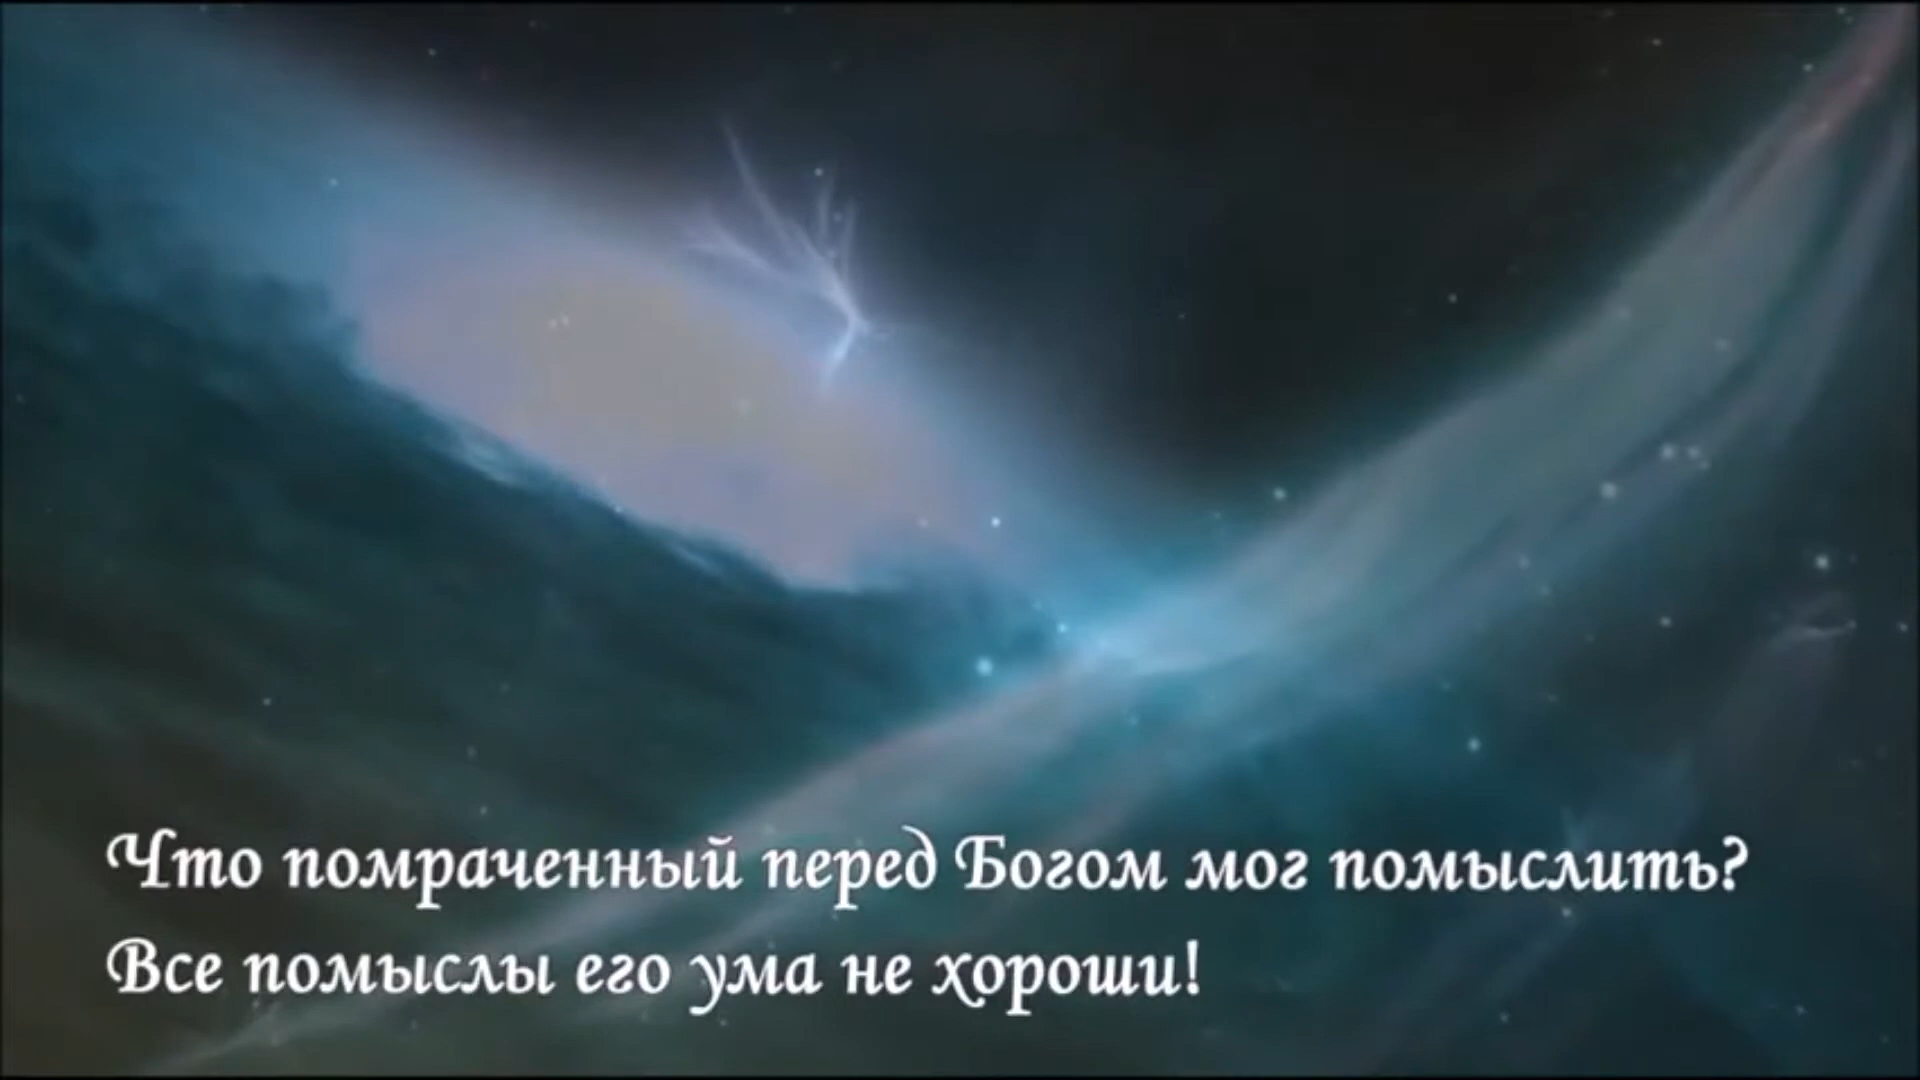 Что помраченный перед Богом мог помыслить?
Все помыслы его ума не хороши!